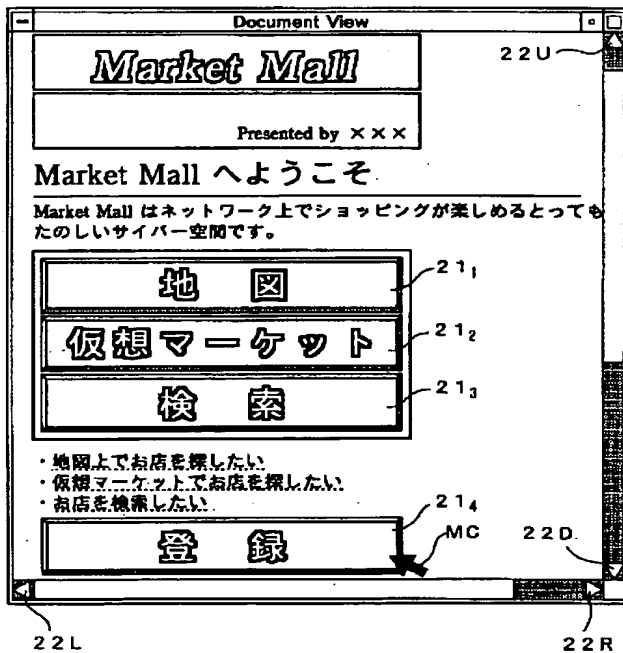 Document View
22U
Market Mall
Presented by ×××
Market Mall へようこそ
Market Mall はネットワーク上でショッピングが楽しめるとっても
たのしいサイバー空間です。
地 図
21₁
仮想マーケット
21₂
検 索
21₃
・地図上でお店を探したい
・仮想マーケットでお店を探したい
・お店を検索したい
21₄
登 録
MC
22D
22L
22R